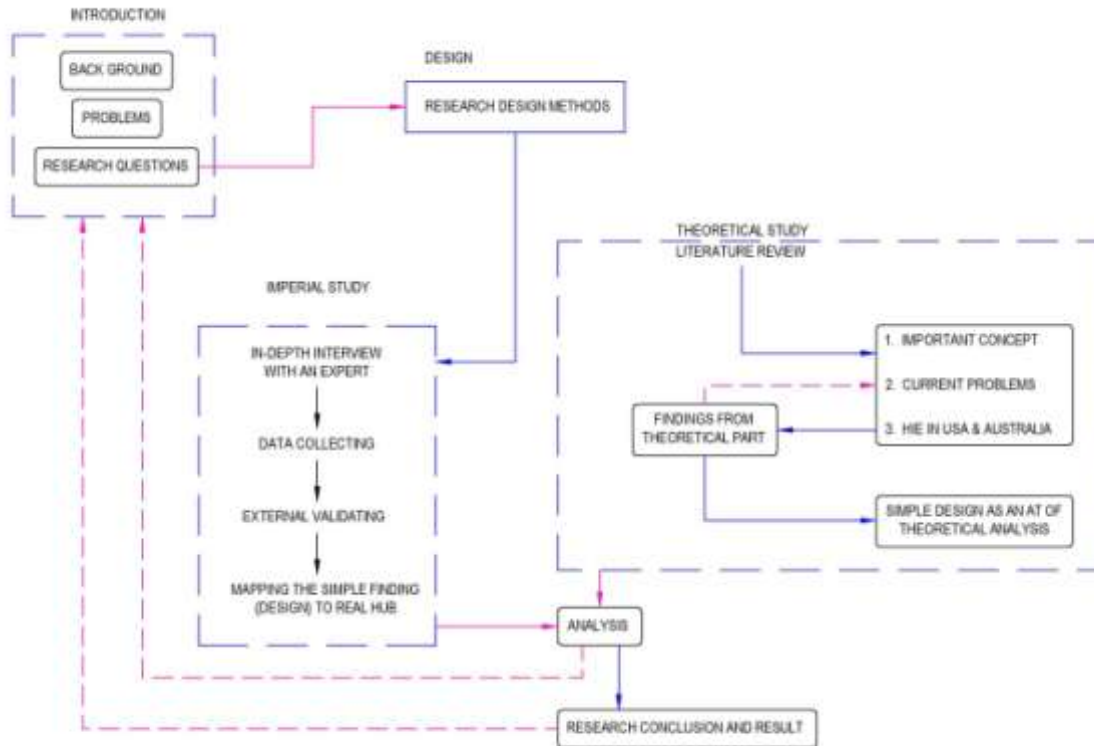 INTRODUCTION
BACK GROUND
PROBLEMS
RESEARCH QUESTIONS
DESIGN
RESEARCH DESIGN METHODS
IMPERIAL STUDY
IN-DEPTH INTERVIEW
WITH AN EXPERT
DATA COLLECTING
EXTERNAL VALIDATING
MAPPING THE SIMPLE FINDING
(DESIGN) TO REAL HUB
THEORETICAL STUDY
LITERATURE REVIEW
1. IMPORTANT CONCEPT
2. CURRENT PROBLEMS
3. HIE IN USA & AUSTRALIA
FINDINGS FROM
THEORETICAL PART
SIMPLE DESIGN AS AN AT OF
THEORETICAL ANALYSIS
ANALYSIS
RESEARCH CONCLUSION AND RESULT